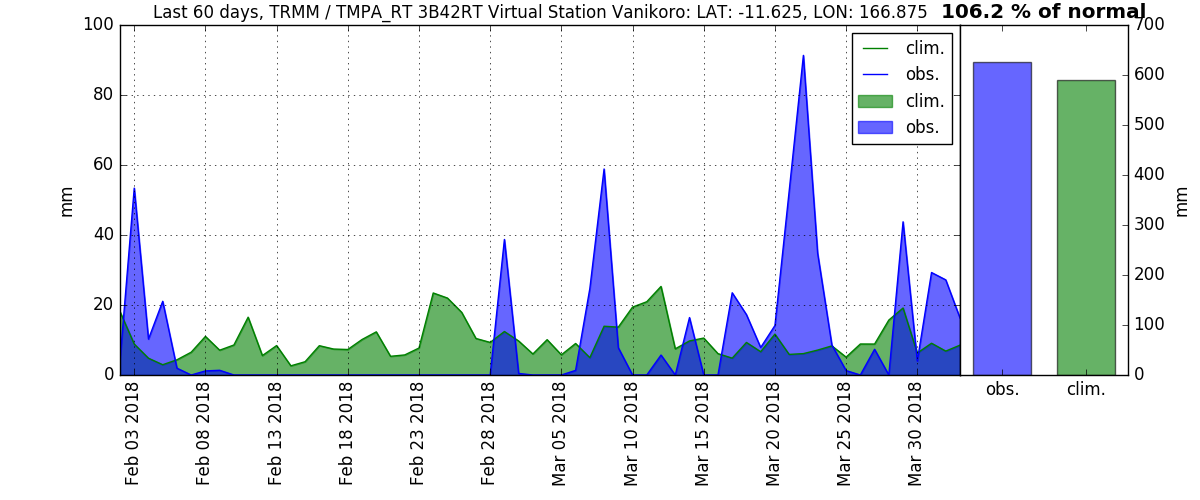 Last 60 days, TRMM / TMPA_RT 3B42RT Virtual Station Vanikoro: LAT: -11.625, LON: 166.875
106.2 % of normal
100
80
60
40
20
0
mm
clim.
obs.
clim.
obs.
700
600
500
400
300
200
100
0
mm
Feb 03 2018
Feb 08 2018
Feb 13 2018
Feb 18 2018
Feb 23 2018
Feb 28 2018
Mar 05 2018
Mar 10 2018
Mar 15 2018
Mar 20 2018
Mar 25 2018
Mar 30 2018
obs.
clim.